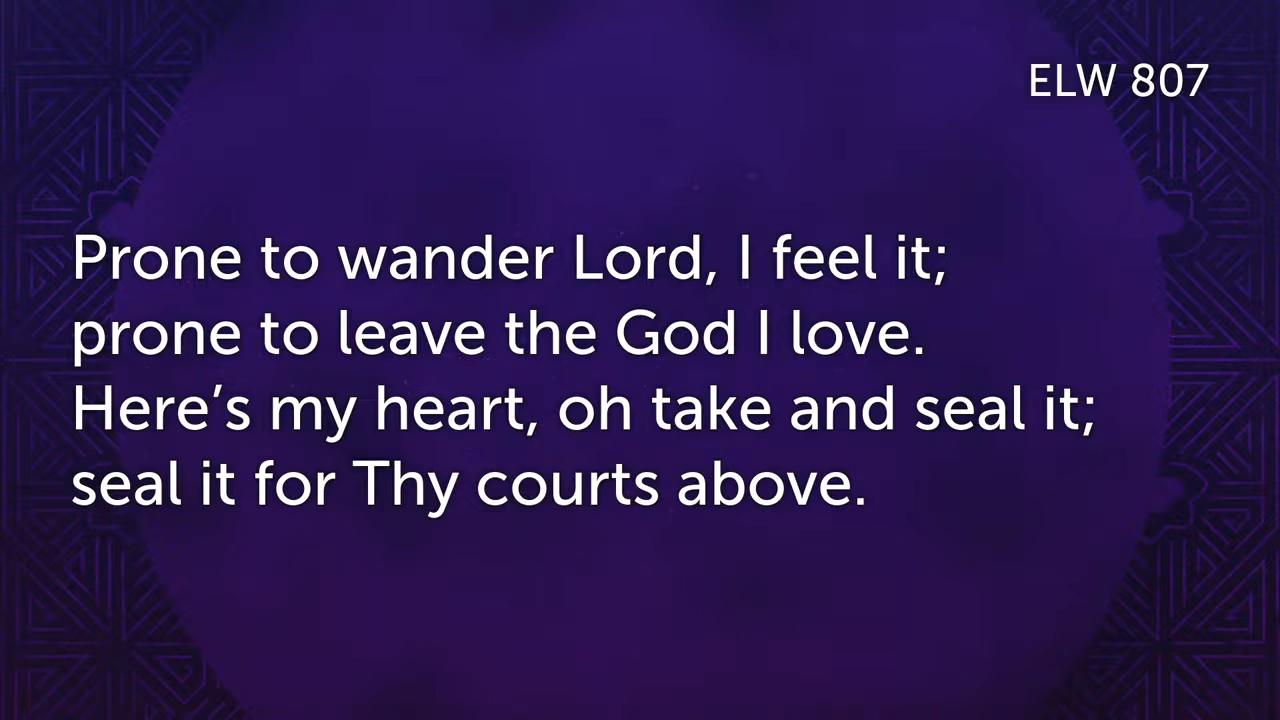 ELW 807
Prone to wander Lord, I feel it;
prone to leave the God I love.
Here’s my heart, oh take and seal it;
seal it for Thy courts above.